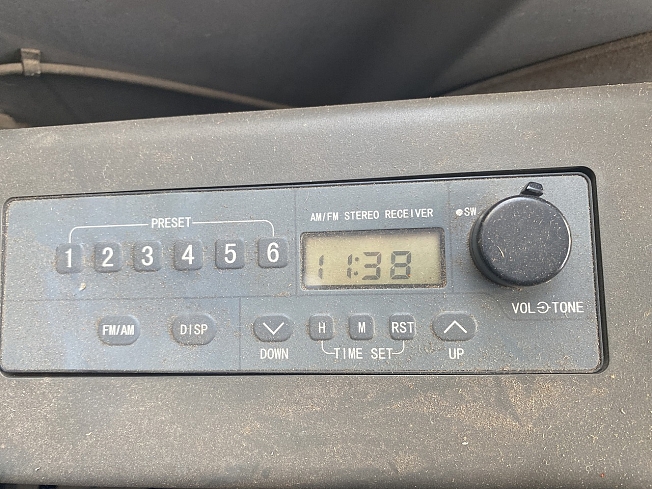 PRESET
AM/FM STEREO RECEIVER
SW
1 2 3 4 5 6
11:38
VOL TONE
FM/AM DISP H M RST
DOWN TIME SET UP